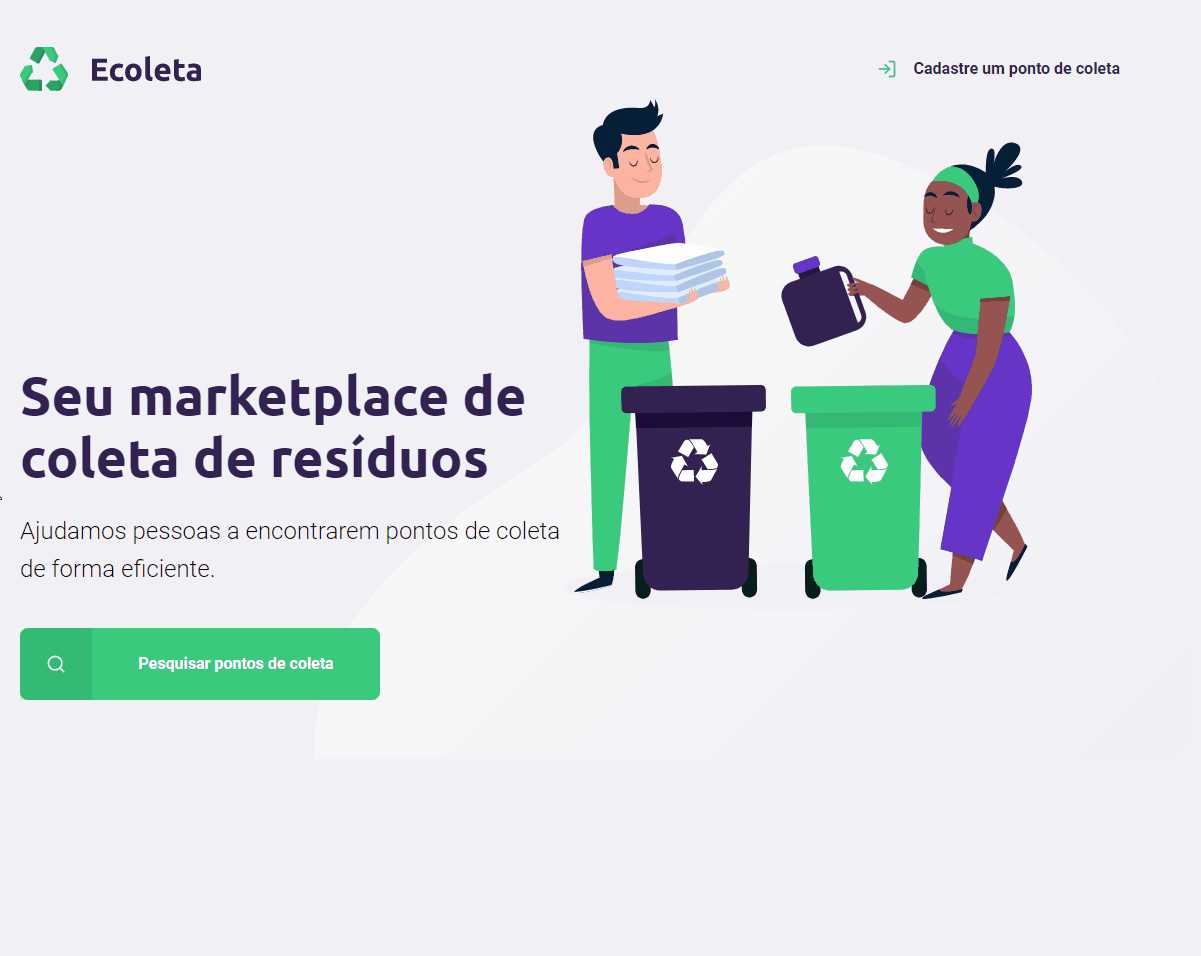 Ecoleta
Cadastre um ponto de coleta
Seu marketplace de
coleta de resíduos
Ajudamos pessoas a encontrarem pontos de coleta
de forma eficiente.
Pesquisar pontos de coleta